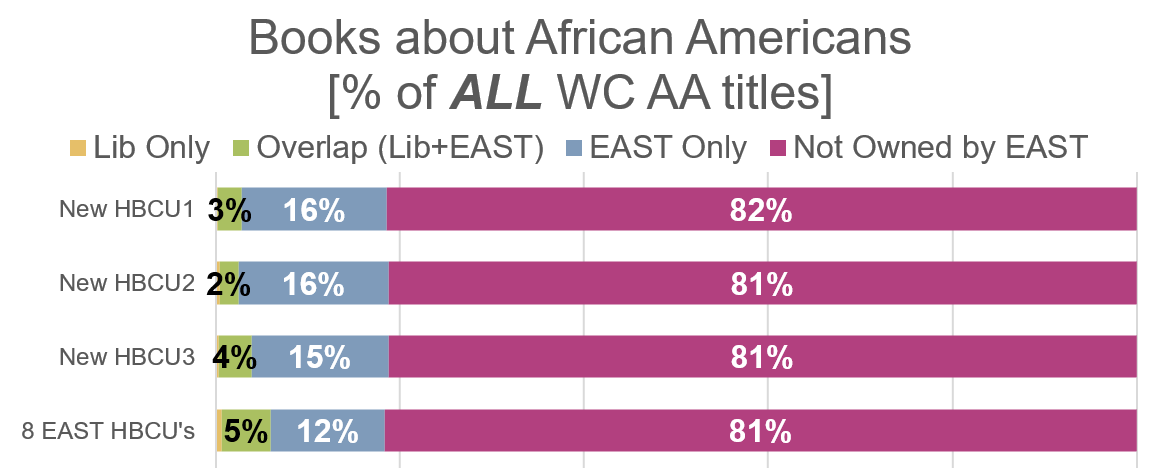 Books about African Americans
[% of ALL WC AA titles]
Lib Only Overlap (Lib+EAST) EAST Only Not Owned by EAST
New HBCU1 3% 16% 82%
New HBCU2 2% 16% 81%
New HBCU3 4% 15% 81%
8 EAST HBCU's 5% 12% 81%